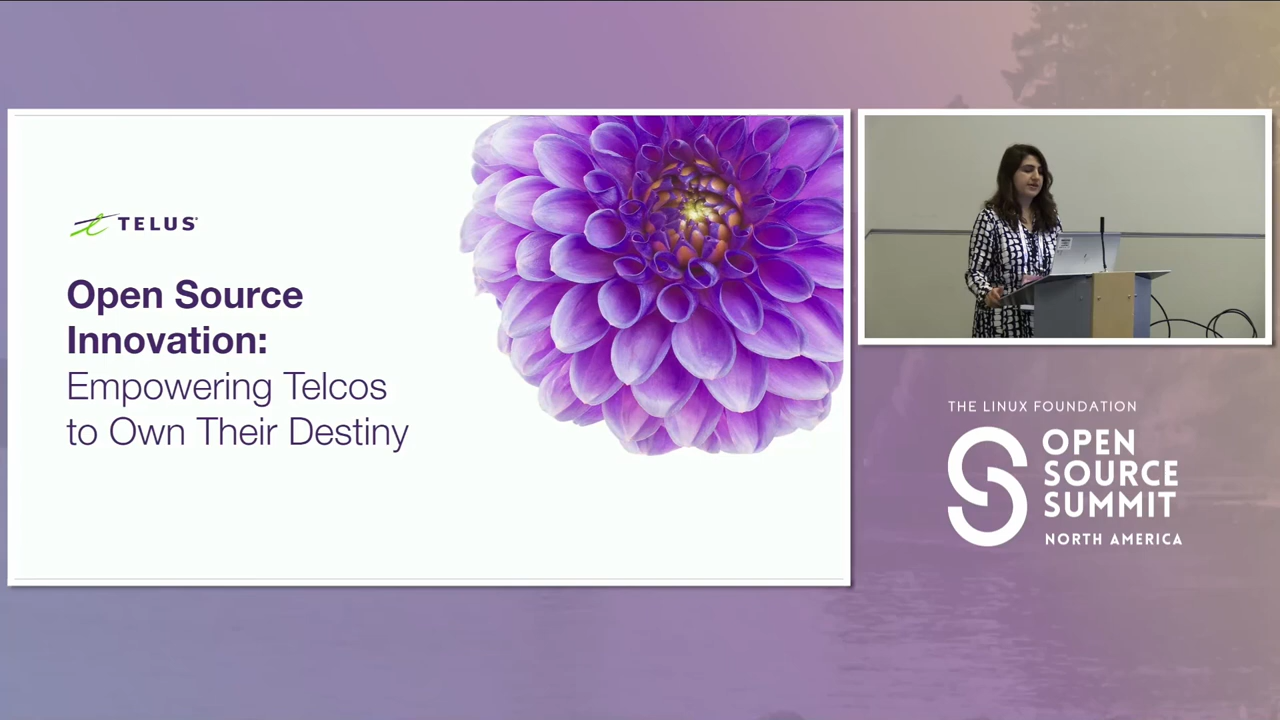 TELUS
Open Source
Innovation:
Empowering Telcos
to Own Their Destiny
THE LINUX FOUNDATION
OPEN
SOURCE
SUMMIT
NORTH AMERICA